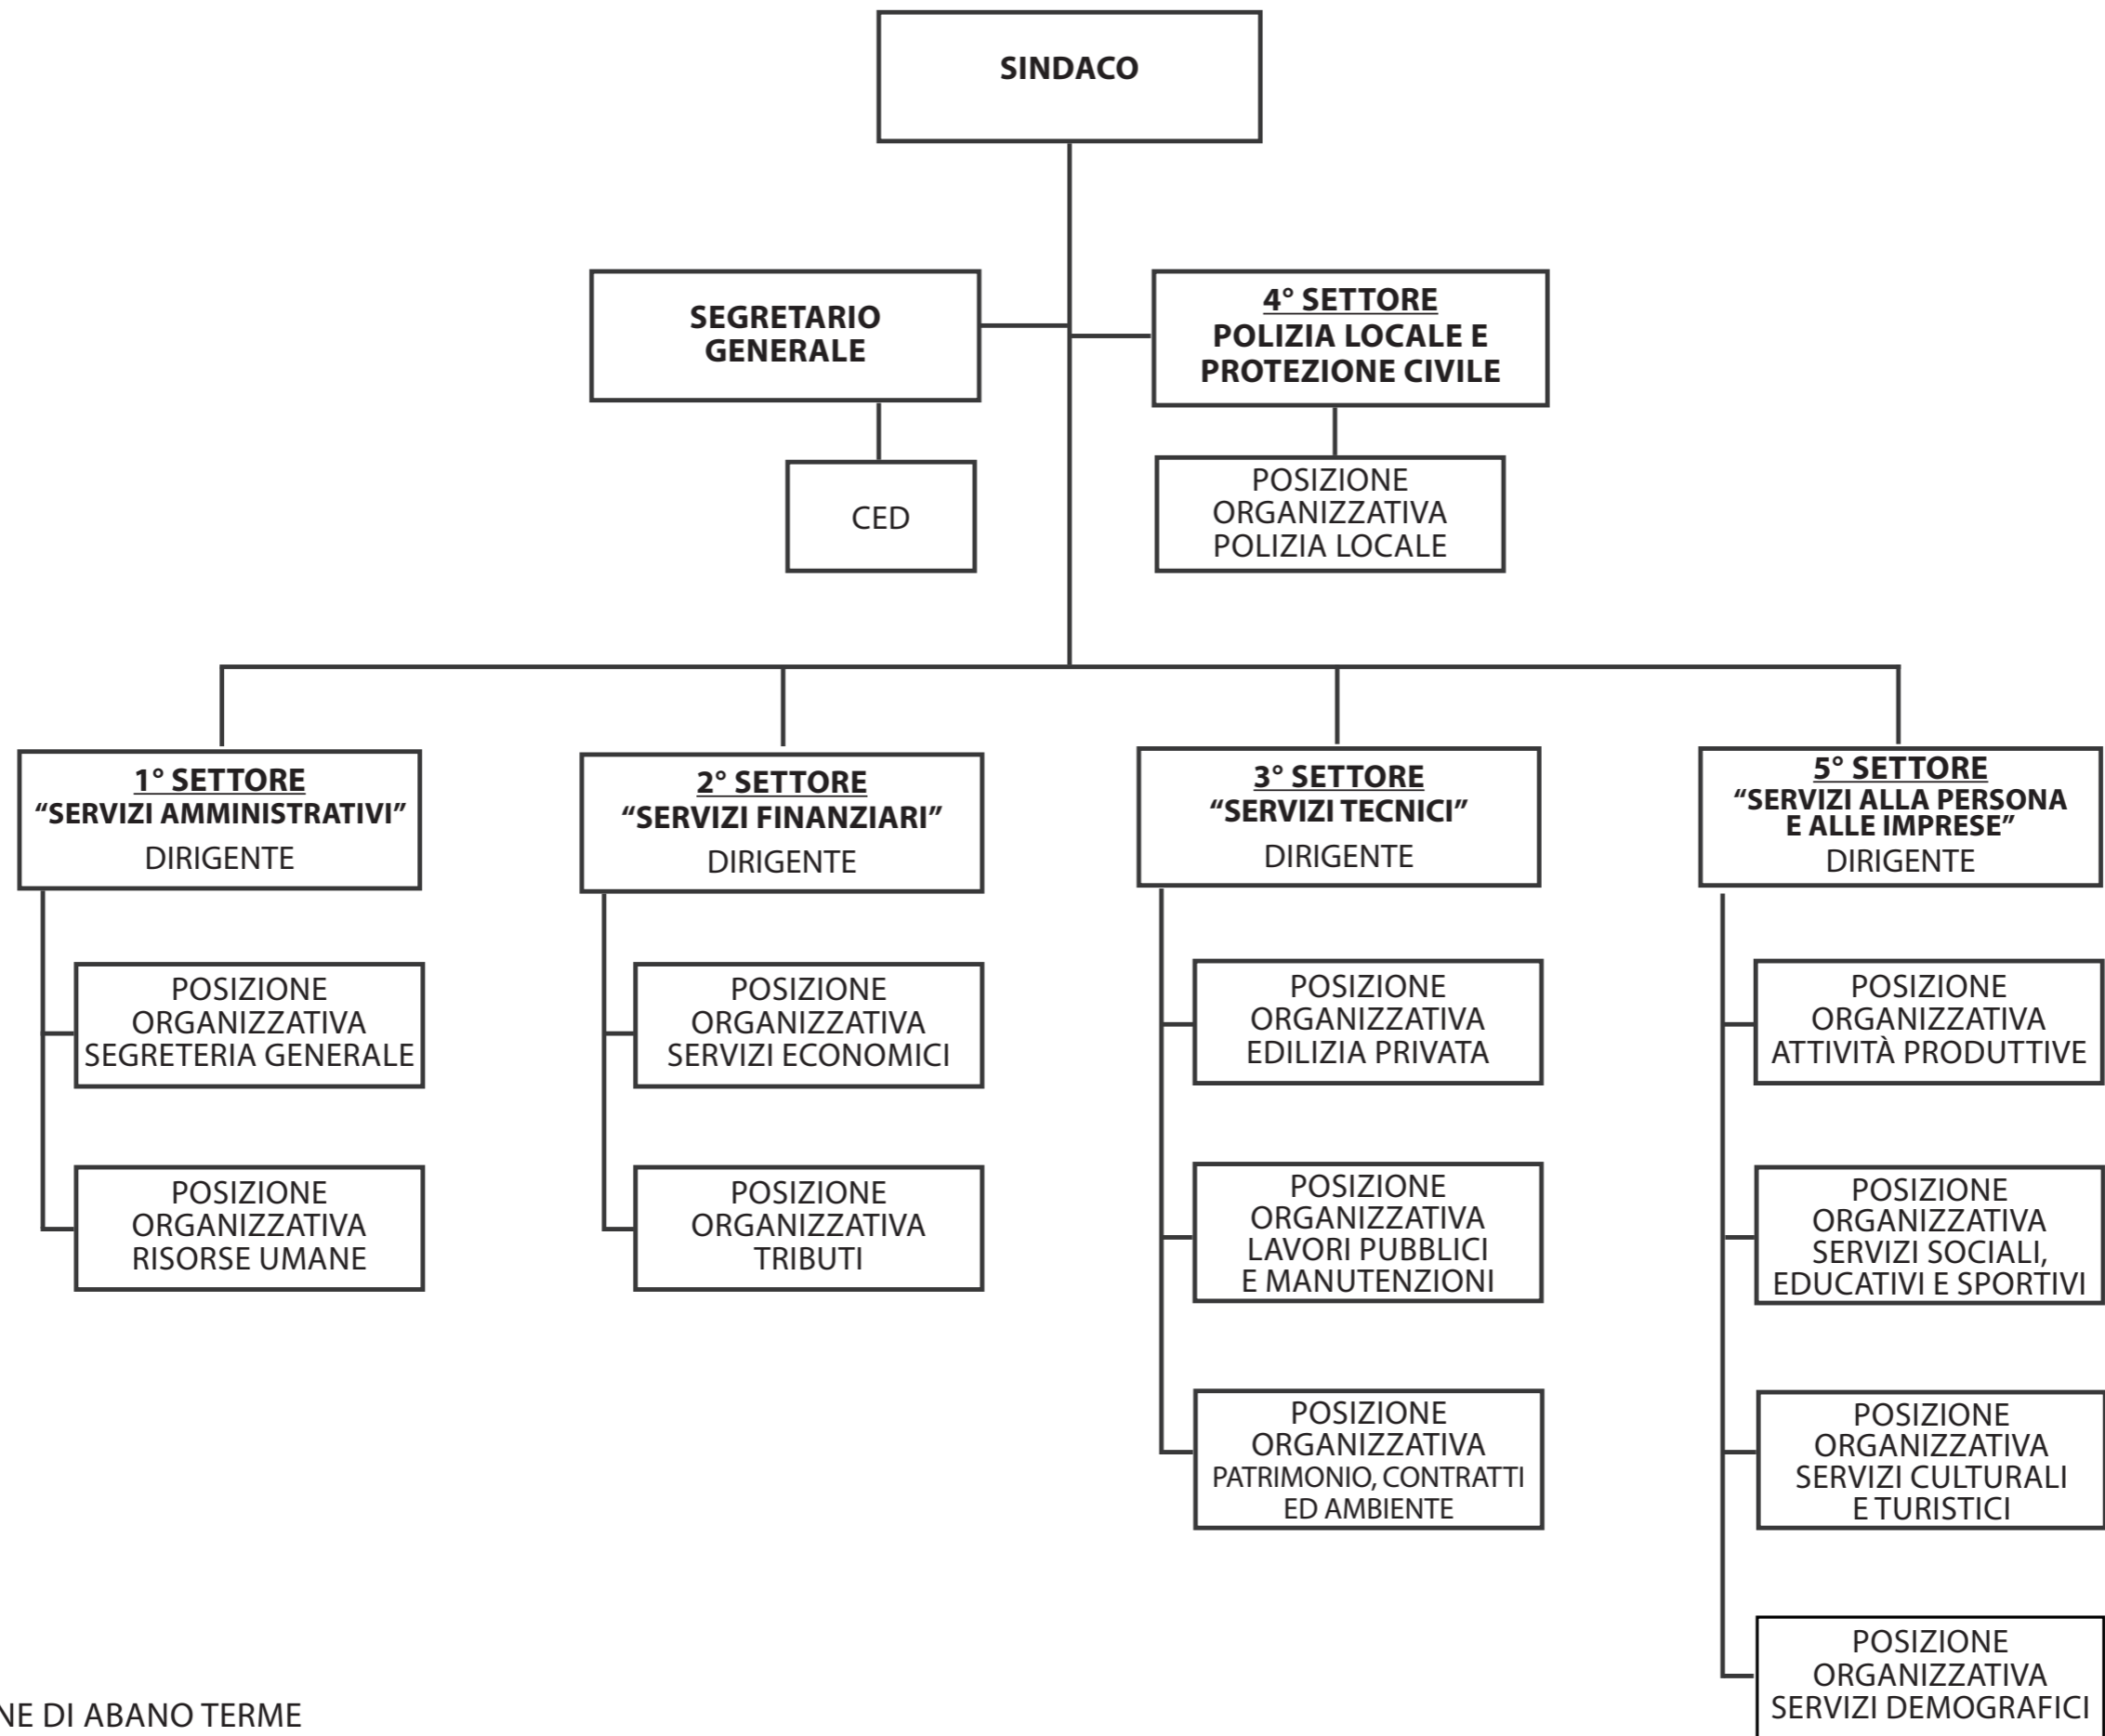 SINDACO
SEGRETARIO
GENERALE
4° SETTORE
POLIZIA LOCALE E
PROTEZIONE CIVILE
CED
POSIZIONE
ORGANIZZATIVA
POLIZIA LOCALE
1° SETTORE
“SERVIZI AMMINISTRATIVI”
DIRIGENTE
2° SETTORE
“SERVIZI FINANZIARI”
DIRIGENTE
3° SETTORE
“SERVIZI TECNICI”
DIRIGENTE
5° SETTORE
“SERVIZI ALLA PERSONA
E ALLE IMPRESE”
DIRIGENTE
POSIZIONE
ORGANIZZATIVA
SEGRETERIA GENERALE
POSIZIONE
ORGANIZZATIVA
SERVIZI ECONOMICI
POSIZIONE
ORGANIZZATIVA
EDILIZIA PRIVATA
POSIZIONE
ORGANIZZATIVA
ATTIVITÀ PRODUTTIVE
POSIZIONE
ORGANIZZATIVA
RISORSE UMANE
POSIZIONE
ORGANIZZATIVA
TRIBUTI
POSIZIONE
ORGANIZZATIVA
LAVORI PUBBLICI
E MANUTENZIONI
POSIZIONE
ORGANIZZATIVA
SERVIZI SOCIALI,
EDUCATIVI E SPORTIVI
POSIZIONE
ORGANIZZATIVA
PATRIMONIO, CONTRATTI
ED AMBIENTE
POSIZIONE
ORGANIZZATIVA
SERVIZI CULTURALI
E TURISTICI
POSIZIONE
ORGANIZZATIVA
SERVIZI DEMOGRAFICI
NE DI ABANO TERME